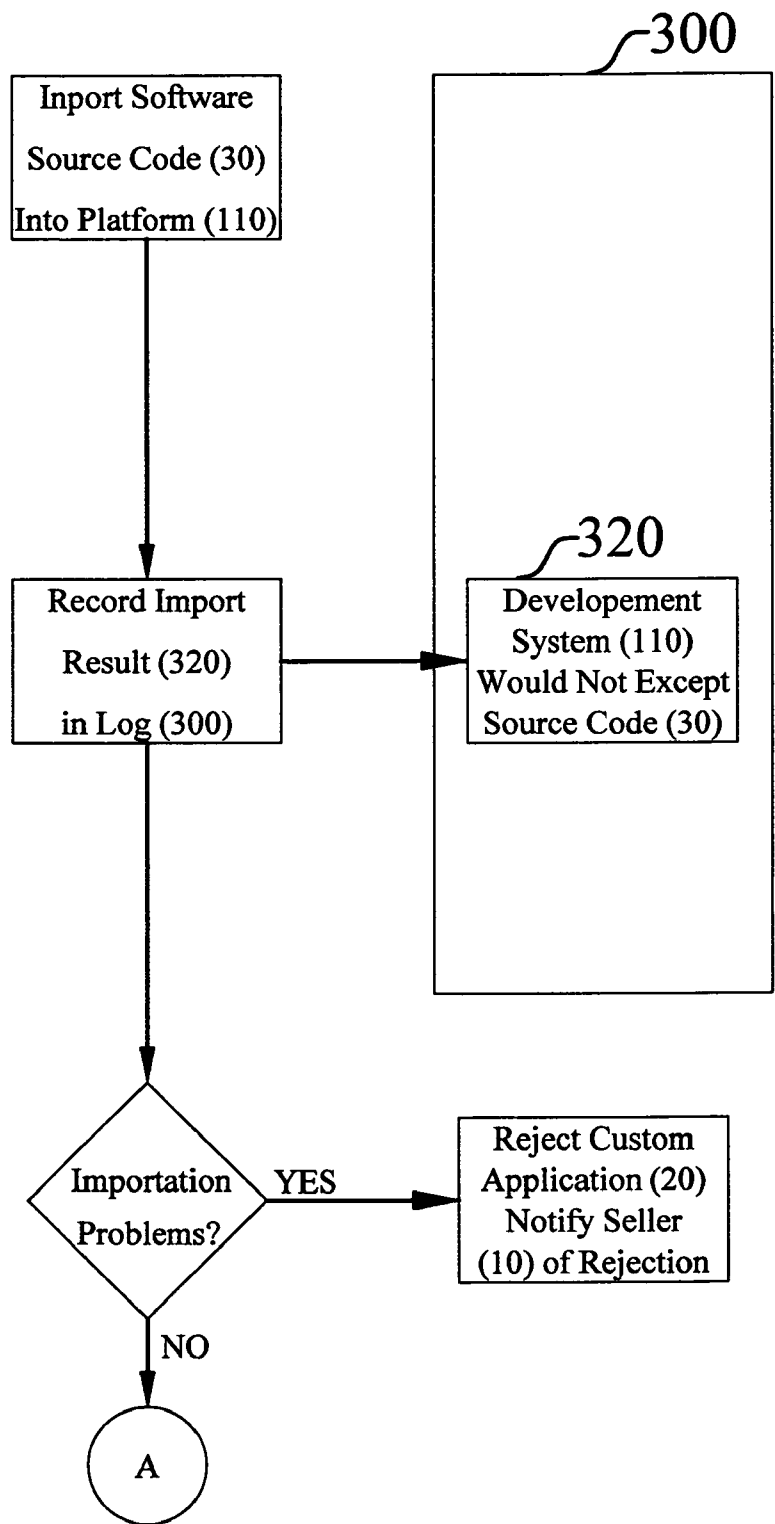 300
Inport Software
Source Code (30)
Into Platform (110)
320
Record Import
Result (320)
in Log (300)
Developement
System (110)
Would Not Except
Source Code (30)
Importation
Problems?
YES
Reject Custom
Application (20)
Notify Seller
(10) of Rejection
NO
A